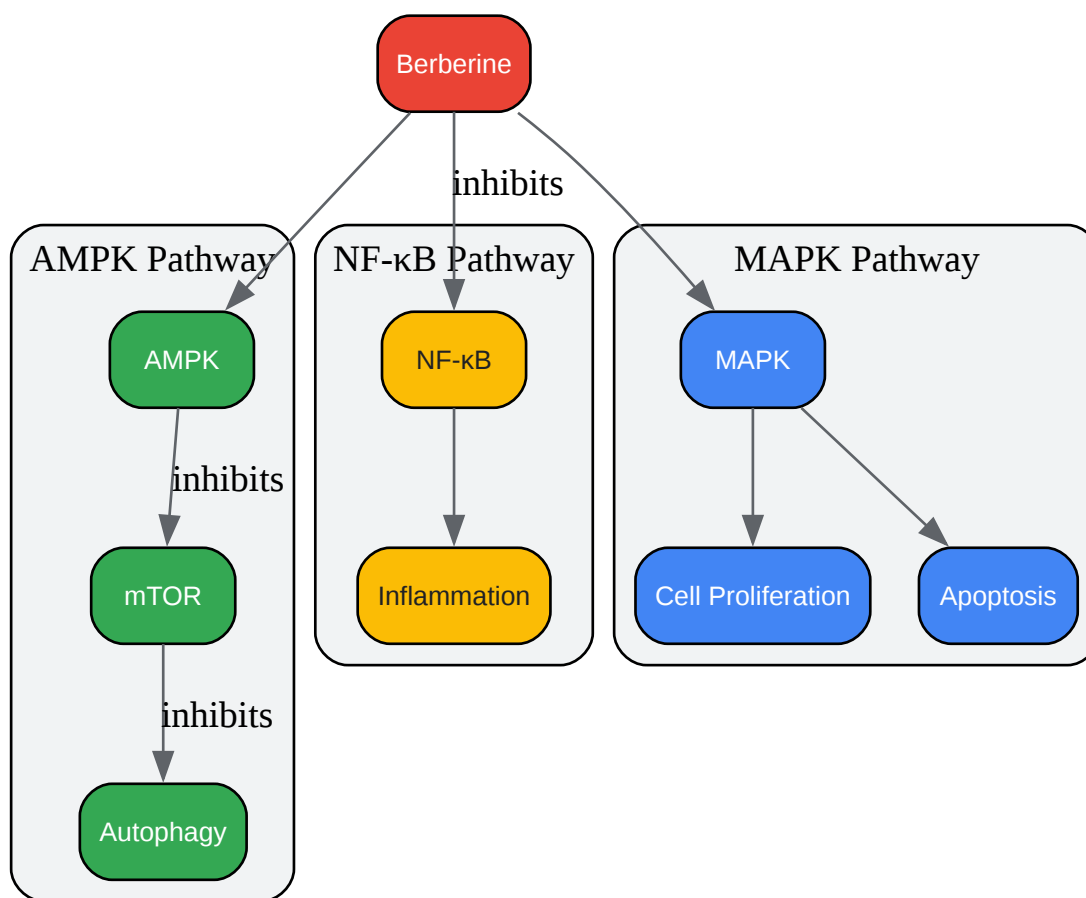 Berberine
inhibits
AMPK Pathway
NF-κB Pathway
MAPK Pathway
AMPK
NF-κB
MAPK
inhibits
mTOR
Inflammation
Cell Proliferation
Apoptosis
inhibits
Autophagy